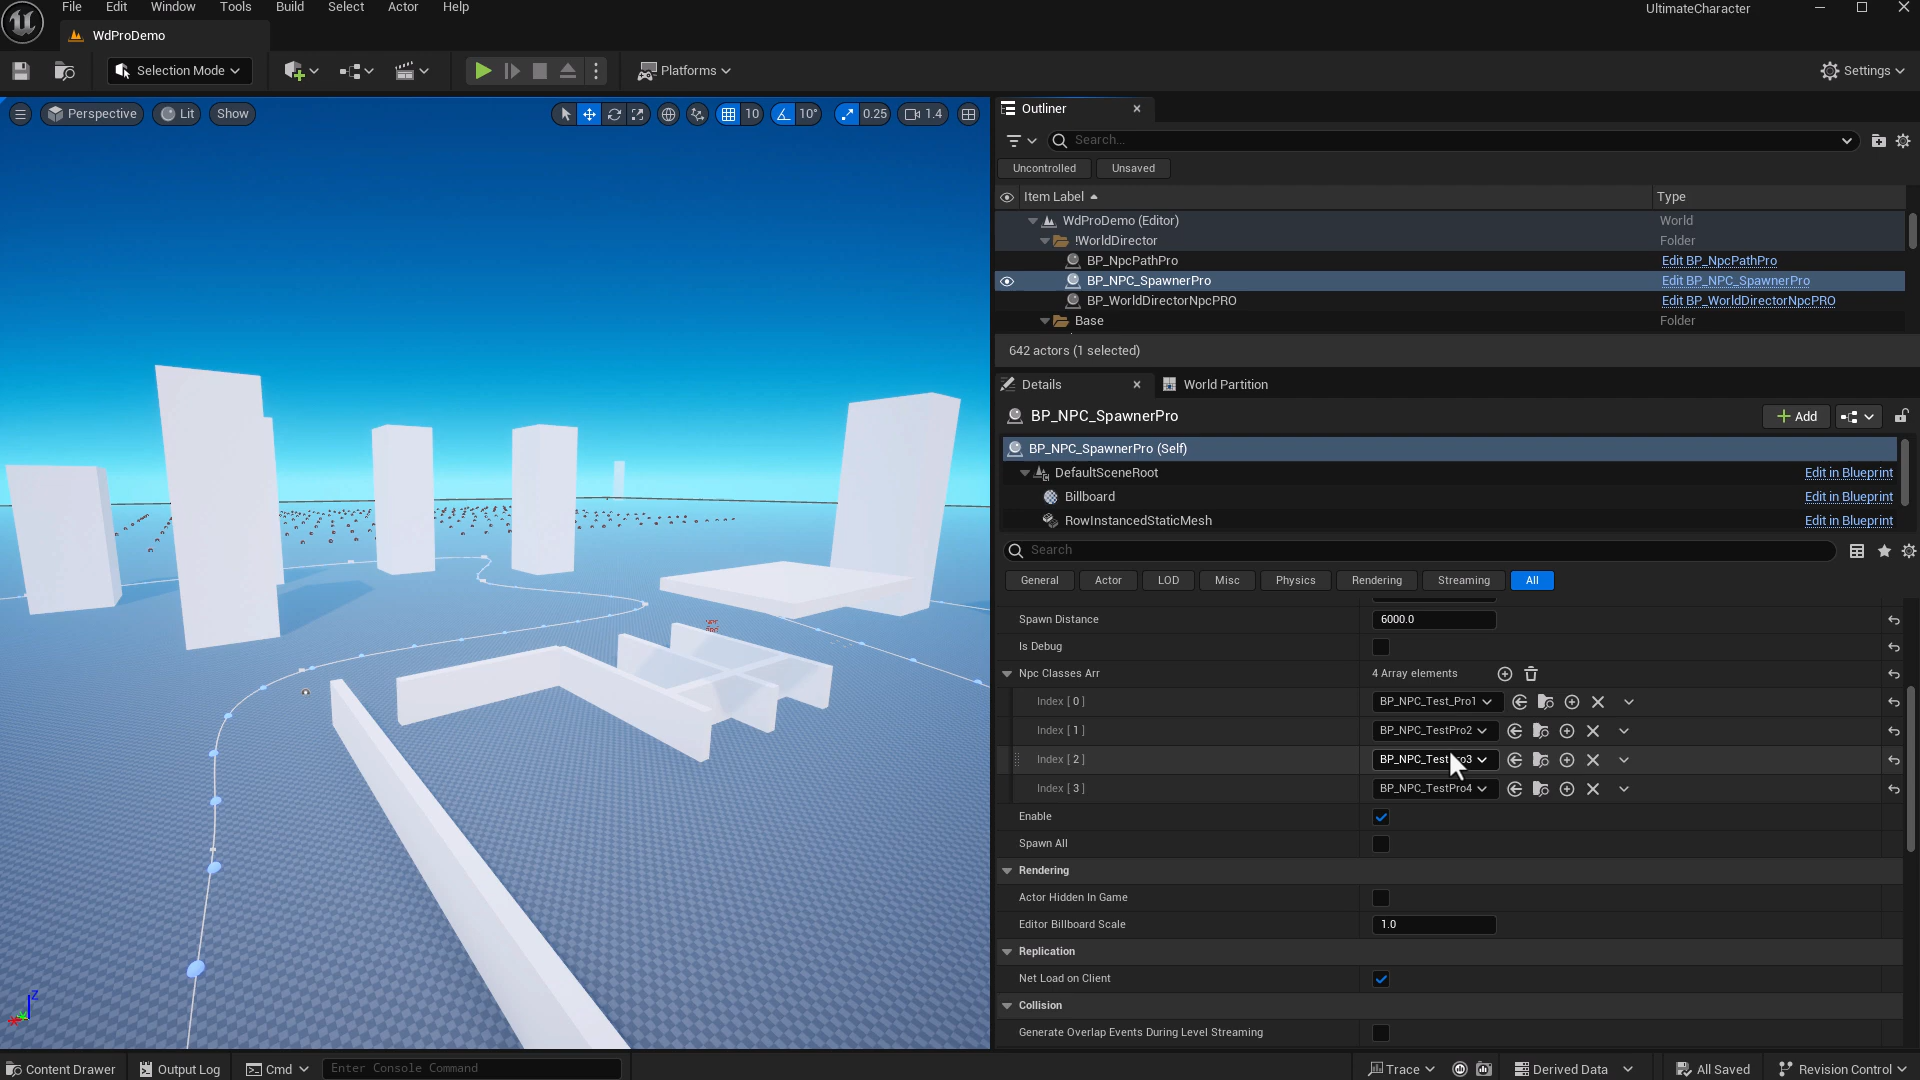 File Edit Window Tools Build Select Actor Help
UltimateCharacter
WdProDemo
Selection Mode
Platforms
Settings
Perspective
Lit
Show
10
10°
0.25
1.4
Outliner
Search...
Uncontrolled
Unsaved
Item Label
Type
WdProDemo (Editor)
World
!WorldDirector
Folder
BP_NpcPathPro
Edit BP_NpcPathPro
BP_NPC_SpawnerPro
Edit BP_NPC_SpawnerPro
BP_WorldDirectorNpcPRO
Edit BP_WorldDirectorNpcPRO
Base
Folder
642 actors (1 selected)
Details
World Partition
BP_NPC_SpawnerPro
Add
BP_NPC_SpawnerPro (Self)
DefaultSceneRoot
Edit in Blueprint
Billboard
Edit in Blueprint
RowInstancedStaticMesh
Edit in Blueprint
Search
General
Actor
LOD
Misc
Physics
Rendering
Streaming
All
Spawn Distance
6000.0
Is Debug
Npc Classes Arr
4 Array elements
Index [ 0 ]
BP_NPC_Test_Pro1
Index [ 1 ]
BP_NPC_TestPro2
Index [ 2 ]
Index [ 3 ]
BP_NPC_TestPro4
Enable
Spawn All
Rendering
Actor Hidden In Game
Editor Billboard Scale
1.0
Replication
Net Load on Client
Collision
Generate Overlap Events During Level Streaming
NPC
PRO
Z
Content Drawer
Output Log
Cmd
Enter Console Command
Trace
Derived Data
All Saved
Revision Control